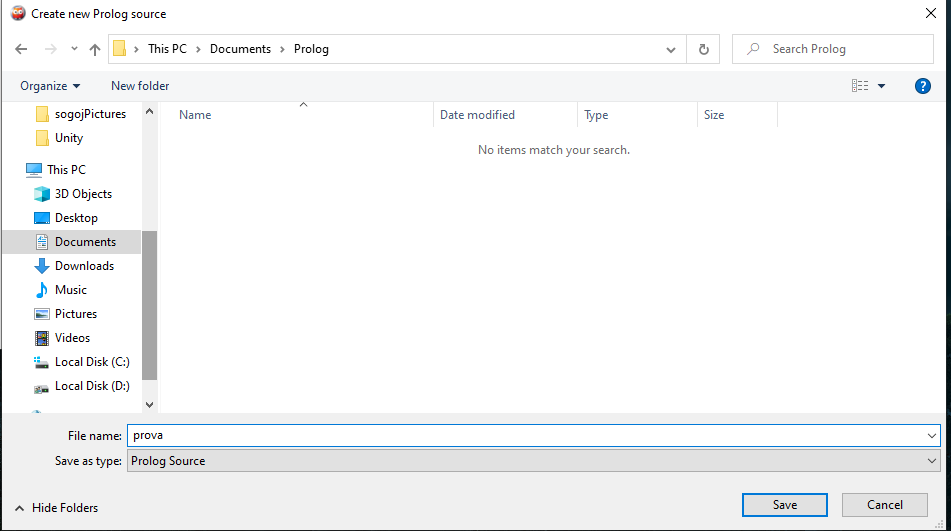 Create new Prolog source
This PC Documents Prolog
Search Prolog
Organize New folder
Name Date modified Type Size
No items match your search.
sogojPictures
Unity
This PC
3D Objects
Desktop
Documents
Downloads
Music
Pictures
Videos
Local Disk (C:)
Local Disk (D:)
File name: prova
Save as type: Prolog Source
Hide Folders
Save Cancel